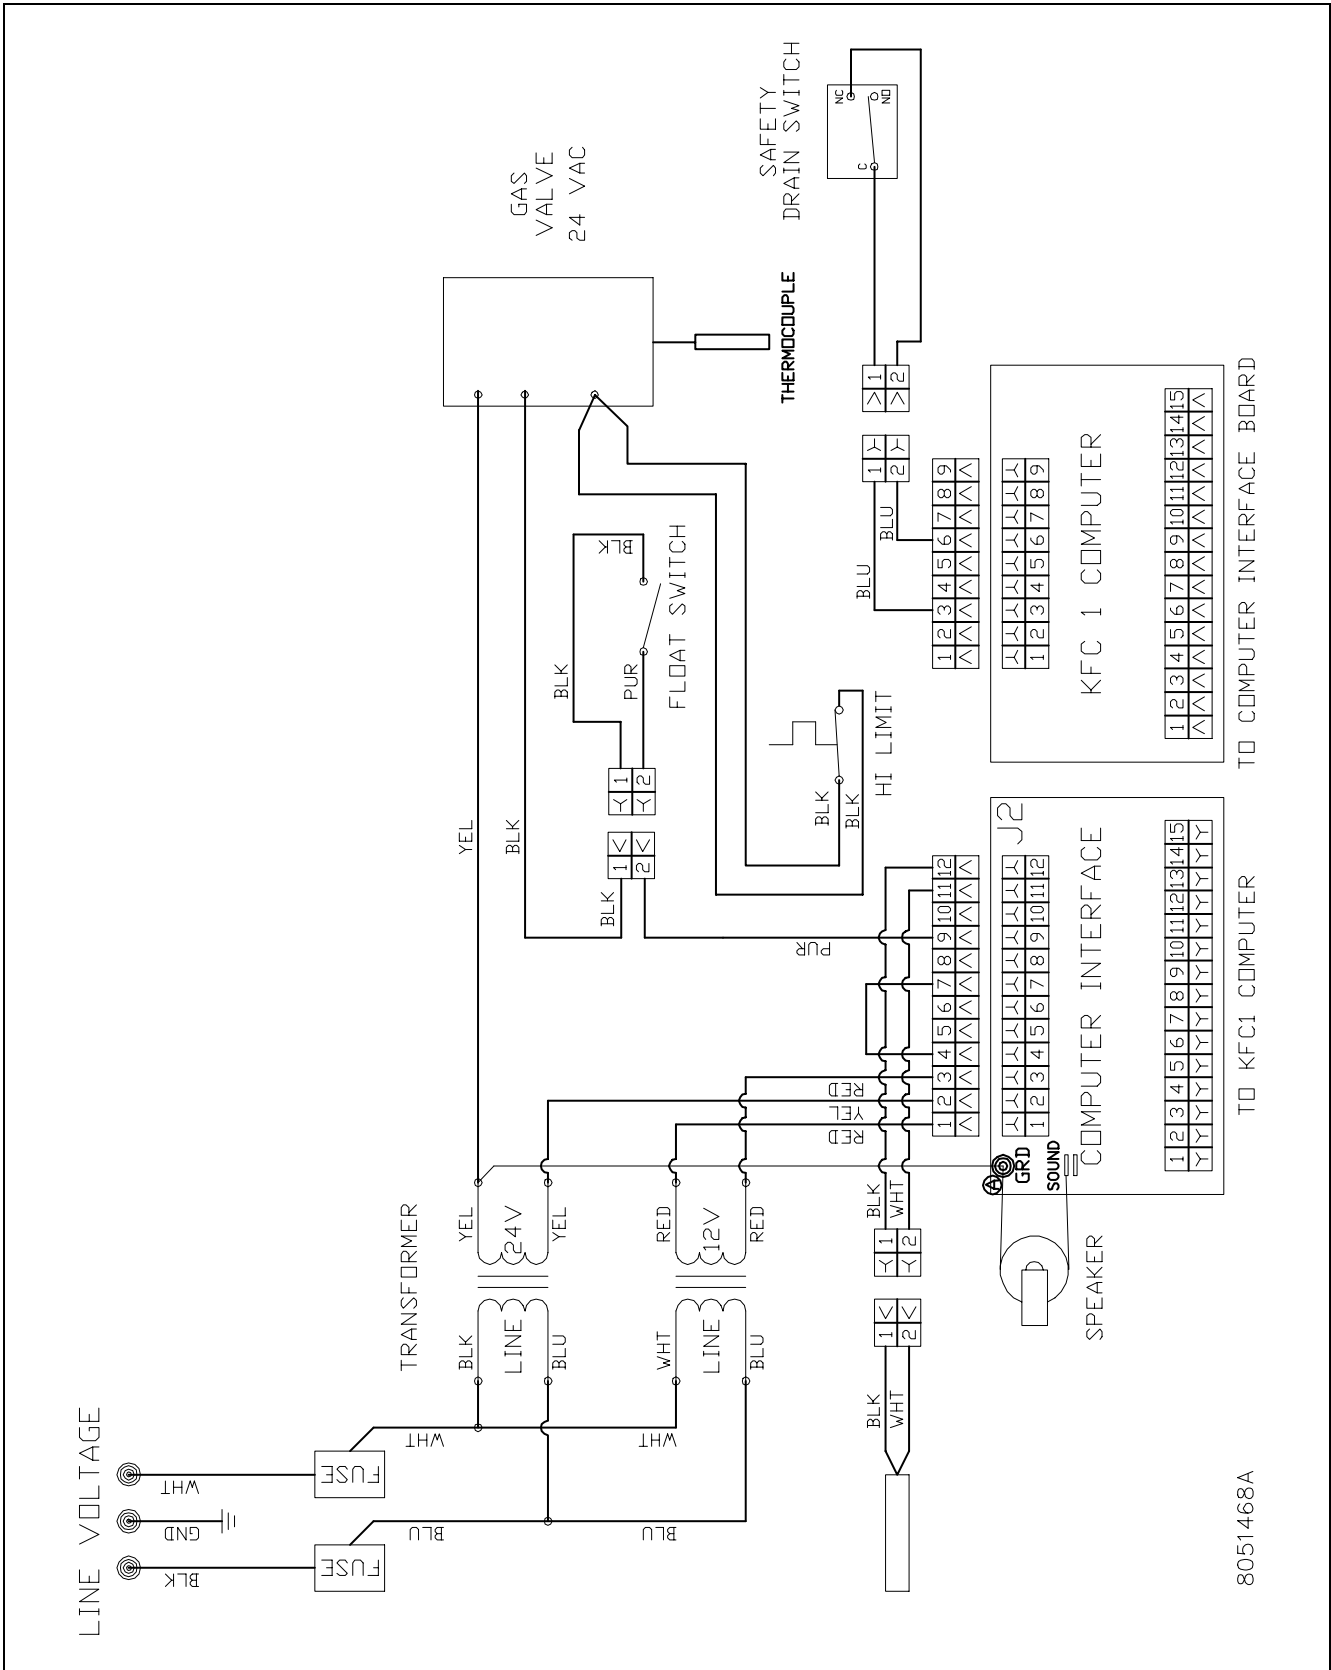 LINE VOLTAGE
BLK
GND
WHT
FUSE
FUSE
BLU
WHT
BLU
WHT
TRANSFORMER
BLK
LINE
BLU
YEL
24V
YEL
WHT
LINE
BLU
RED
12V
RED
YEL
BLK
GAS
VALVE
24 VAC
THERMOCOUPLE
BLK
PUR
BLK
1
2
1
2
BLK
PUR
FLOAT SWITCH
BLK
BLK
HI LIMIT
SAFETY
DRAIN SWITCH
NC
NO
C
1
2
1
2
BLU
BLU
1 2 3 4 5 6 7 8 9
1 2 3 4 5 6 7 8 9
KFC 1 COMPUTER
1 2 3 4 5 6 7 8 9 10 11 12 13 14 15
TO COMPUTER INTERFACE BOARD
RED
YEL
RED
1 2 3 4 5 6 7 8 9 10 11 12
1 2 3 4 5 6 7 8 9 10 11 12
J2
A
GRD
SOUND
COMPUTER INTERFACE
1 2 3 4 5 6 7 8 9 10 11 12 13 14 15
TO KFC1 COMPUTER
BLK
WHT
1
2
1
2
BLK
WHT
SPEAKER
8051468A